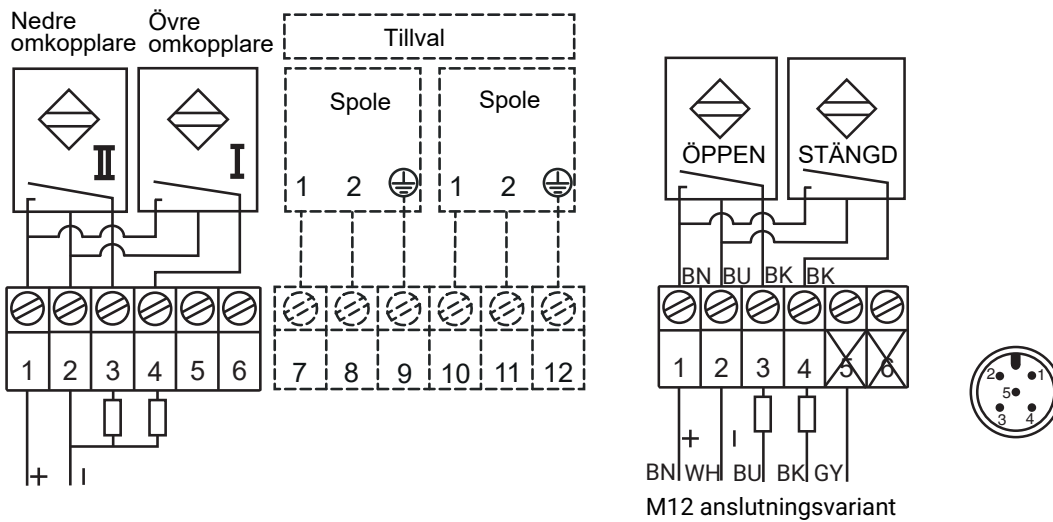 Nedre
omkopplare
Övre
omkopplare
Tillval
II
I
Spole
1 2
Spole
1 2
ÖPPEN
STÄNGD
BN BU BK BK
1 2 3 4 5 6
7 8 9 10 11 12
1 2 3 4 5 6
2 1
5
3 4
+ –
+ –
BN WH BU BK GY
M12 anslutningsvariant